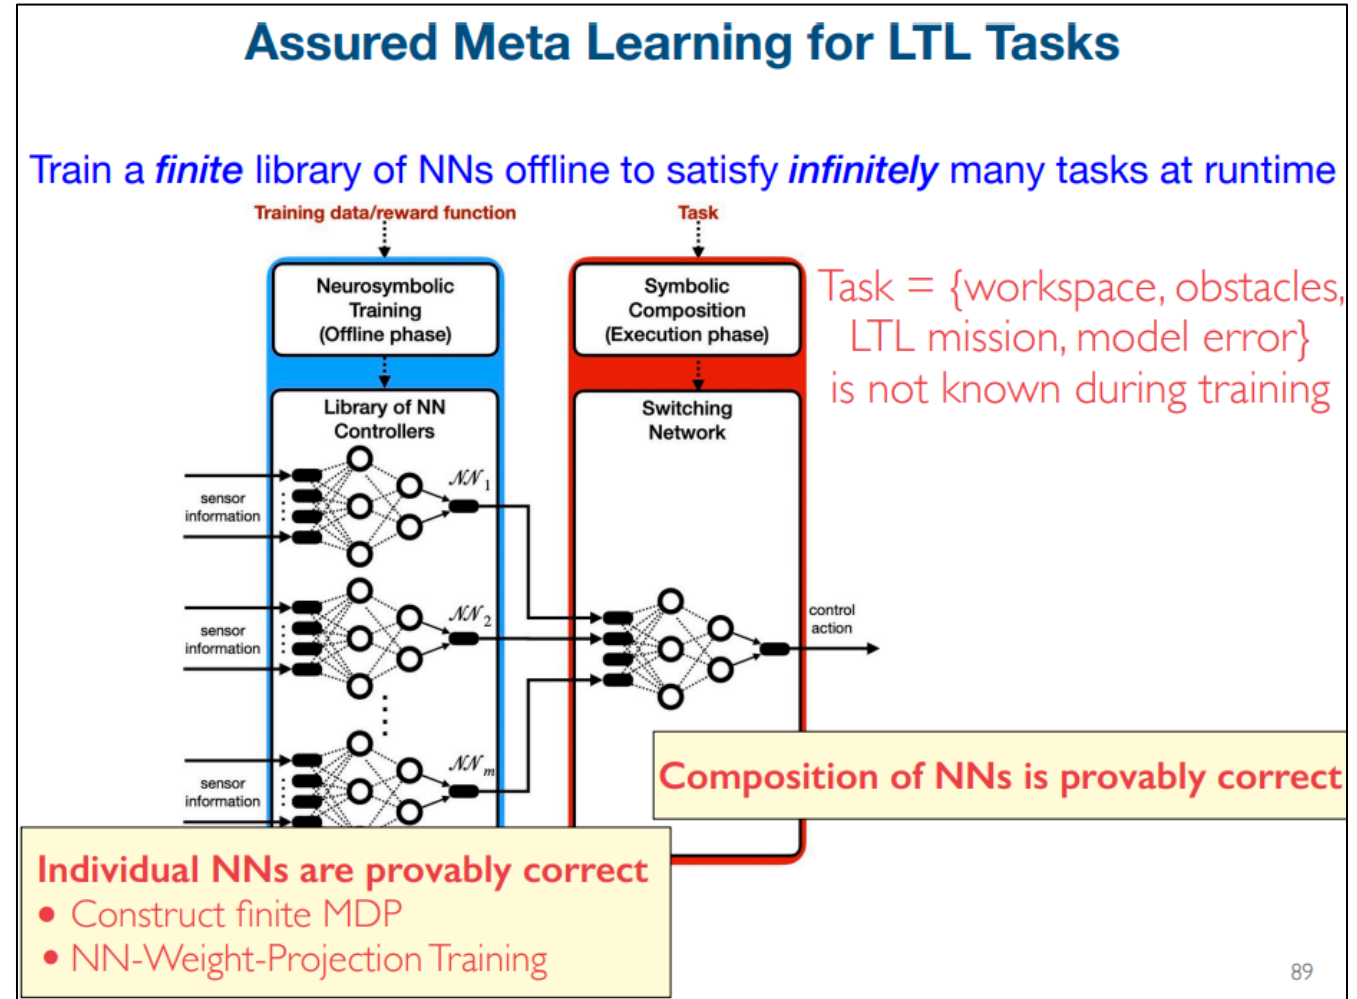 Assured Meta Learning for LTL Tasks
Train a finite library of NNs offline to satisfy infinitely many tasks at runtime
Training data/reward function
Task
Neurosymbolic
Training
(Offline phase)
Symbolic
Composition
(Execution phase)
Task = {workspace, obstacles,
LTL mission, model error}
is not known during training
Library of NN
Controllers
Switching
Network
sensor
information
𝒩𝒩1
sensor
information
𝒩𝒩2
control
action
sensor
information
𝒩𝒩m
Composition of NNs is provably correct
Individual NNs are provably correct
• Construct finite MDP
• NN-Weight-Projection Training
89